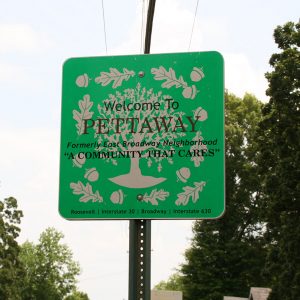 Welcome To
PETTAWAY
Formerly East Broadway Neighborhood
"A COMMUNITY THAT CARES"
Roosevelt | Interstate 30 | Broadway | Interstate 630